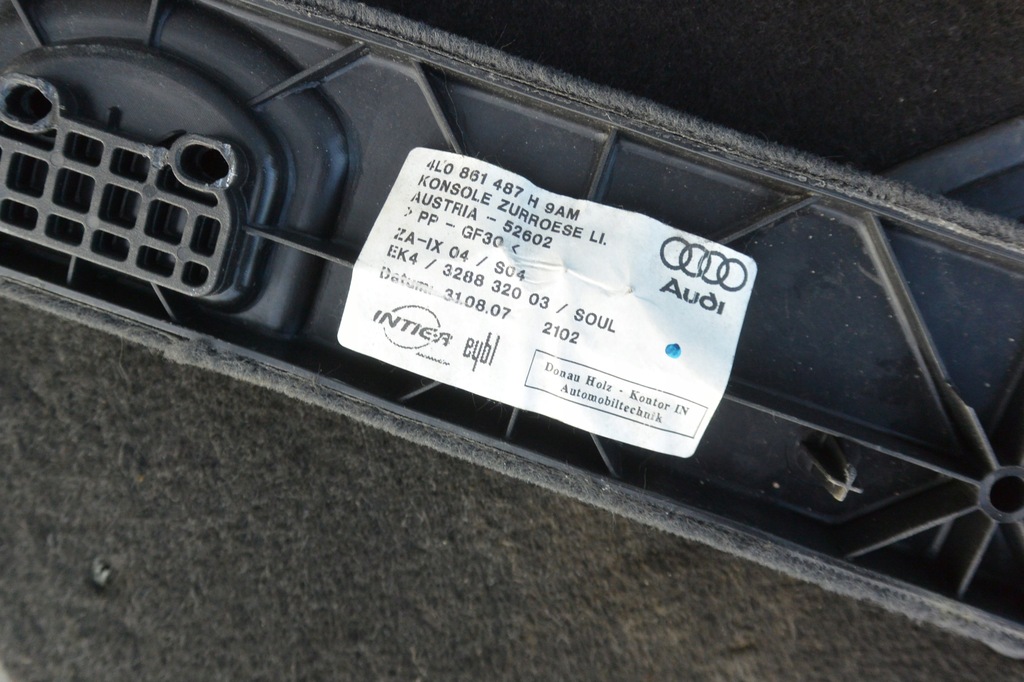 4L0 861 487 H 9AM
KONSOLE ZURROESE LI.
AUSTRIA - 52602
> PP - GF30 <
ZA-IX 04 / S04
EK4 / 3288 320 03 / SOUL
Datum: 31.08.07 2102
Audi
INTIER
eybl
Donau Holz - Kontor IN
Automobiltechnik